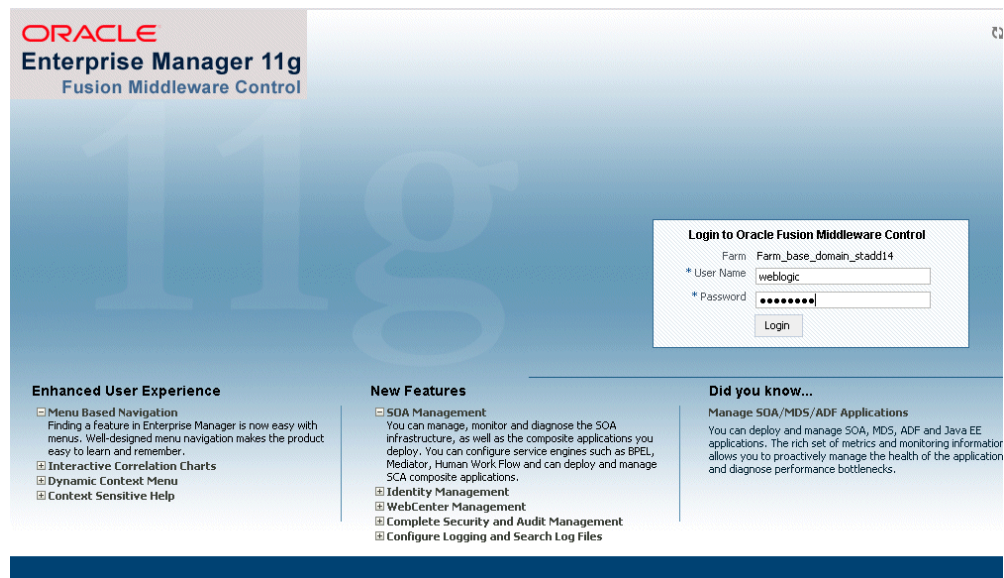 ORACLE
Enterprise Manager 11g
Fusion Middleware Control
11g
Login to Oracle Fusion Middleware Control
Farm Farm_base_domain_stadd14
* User Name weblogic
* Password ●●●●●●●●
Login
Enhanced User Experience
Menu Based Navigation
Finding a feature in Enterprise Manager is now easy with
menus. Well-designed menu navigation makes the product
easy to learn and remember.
Interactive Correlation Charts
Dynamic Context Menu
Context Sensitive Help
New Features
SOA Management
You can manage, monitor and diagnose the SOA
infrastructure, as well as the composite applications you
deploy. You can configure service engines such as BPEL,
Mediator, Human Work Flow and can deploy and manage
SCA composite applications.
Identity Management
WebCenter Management
Complete Security and Audit Management
Configure Logging and Search Log Files
Did you know...
Manage SOA/MDS/ADF Applications
You can deploy and manage SOA, MDS, ADF and Java EE
applications. The rich set of metrics and monitoring information
allows you to proactively manage the health of the application
and diagnose performance bottlenecks.